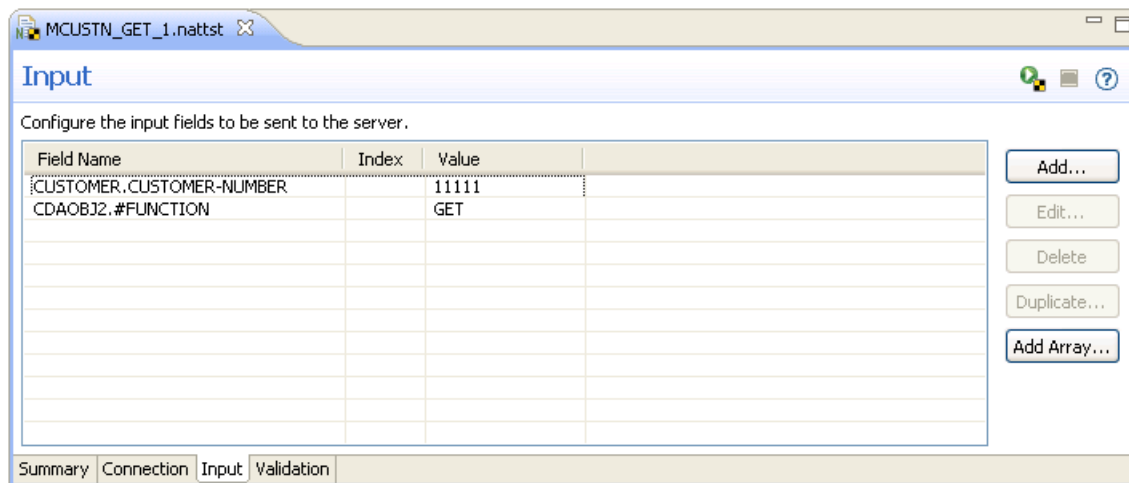 MCUSTN_GET_1.nattst
Input
Configure the input fields to be sent to the server.
Field Name Index Value
CUSTOMER.CUSTOMER-NUMBER 11111
CDAOBJ2.#FUNCTION GET
Add...
Edit...
Delete
Duplicate...
Add Array...
Summary Connection Input Validation